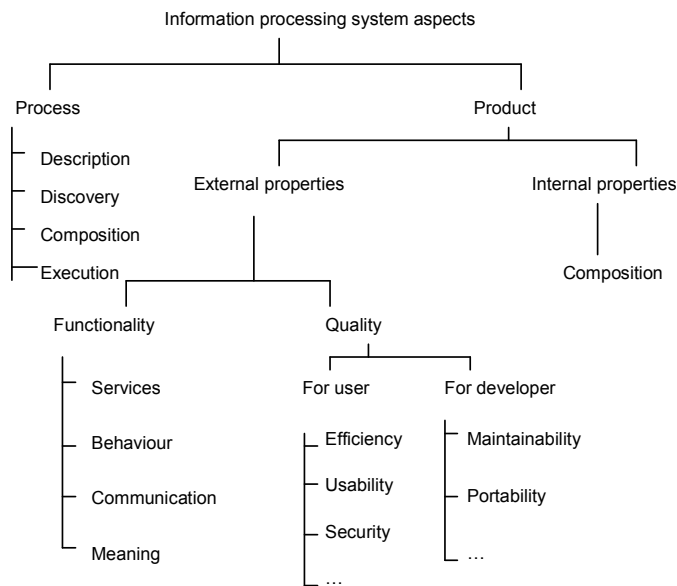 Information processing system aspects
Process
Product
Description
Discovery
Composition
Execution
External properties
Internal properties
Composition
Functionality
Quality
Services
Behaviour
Communication
Meaning
For user
For developer
Efficiency
Usability
Security
…
Maintainability
Portability
…